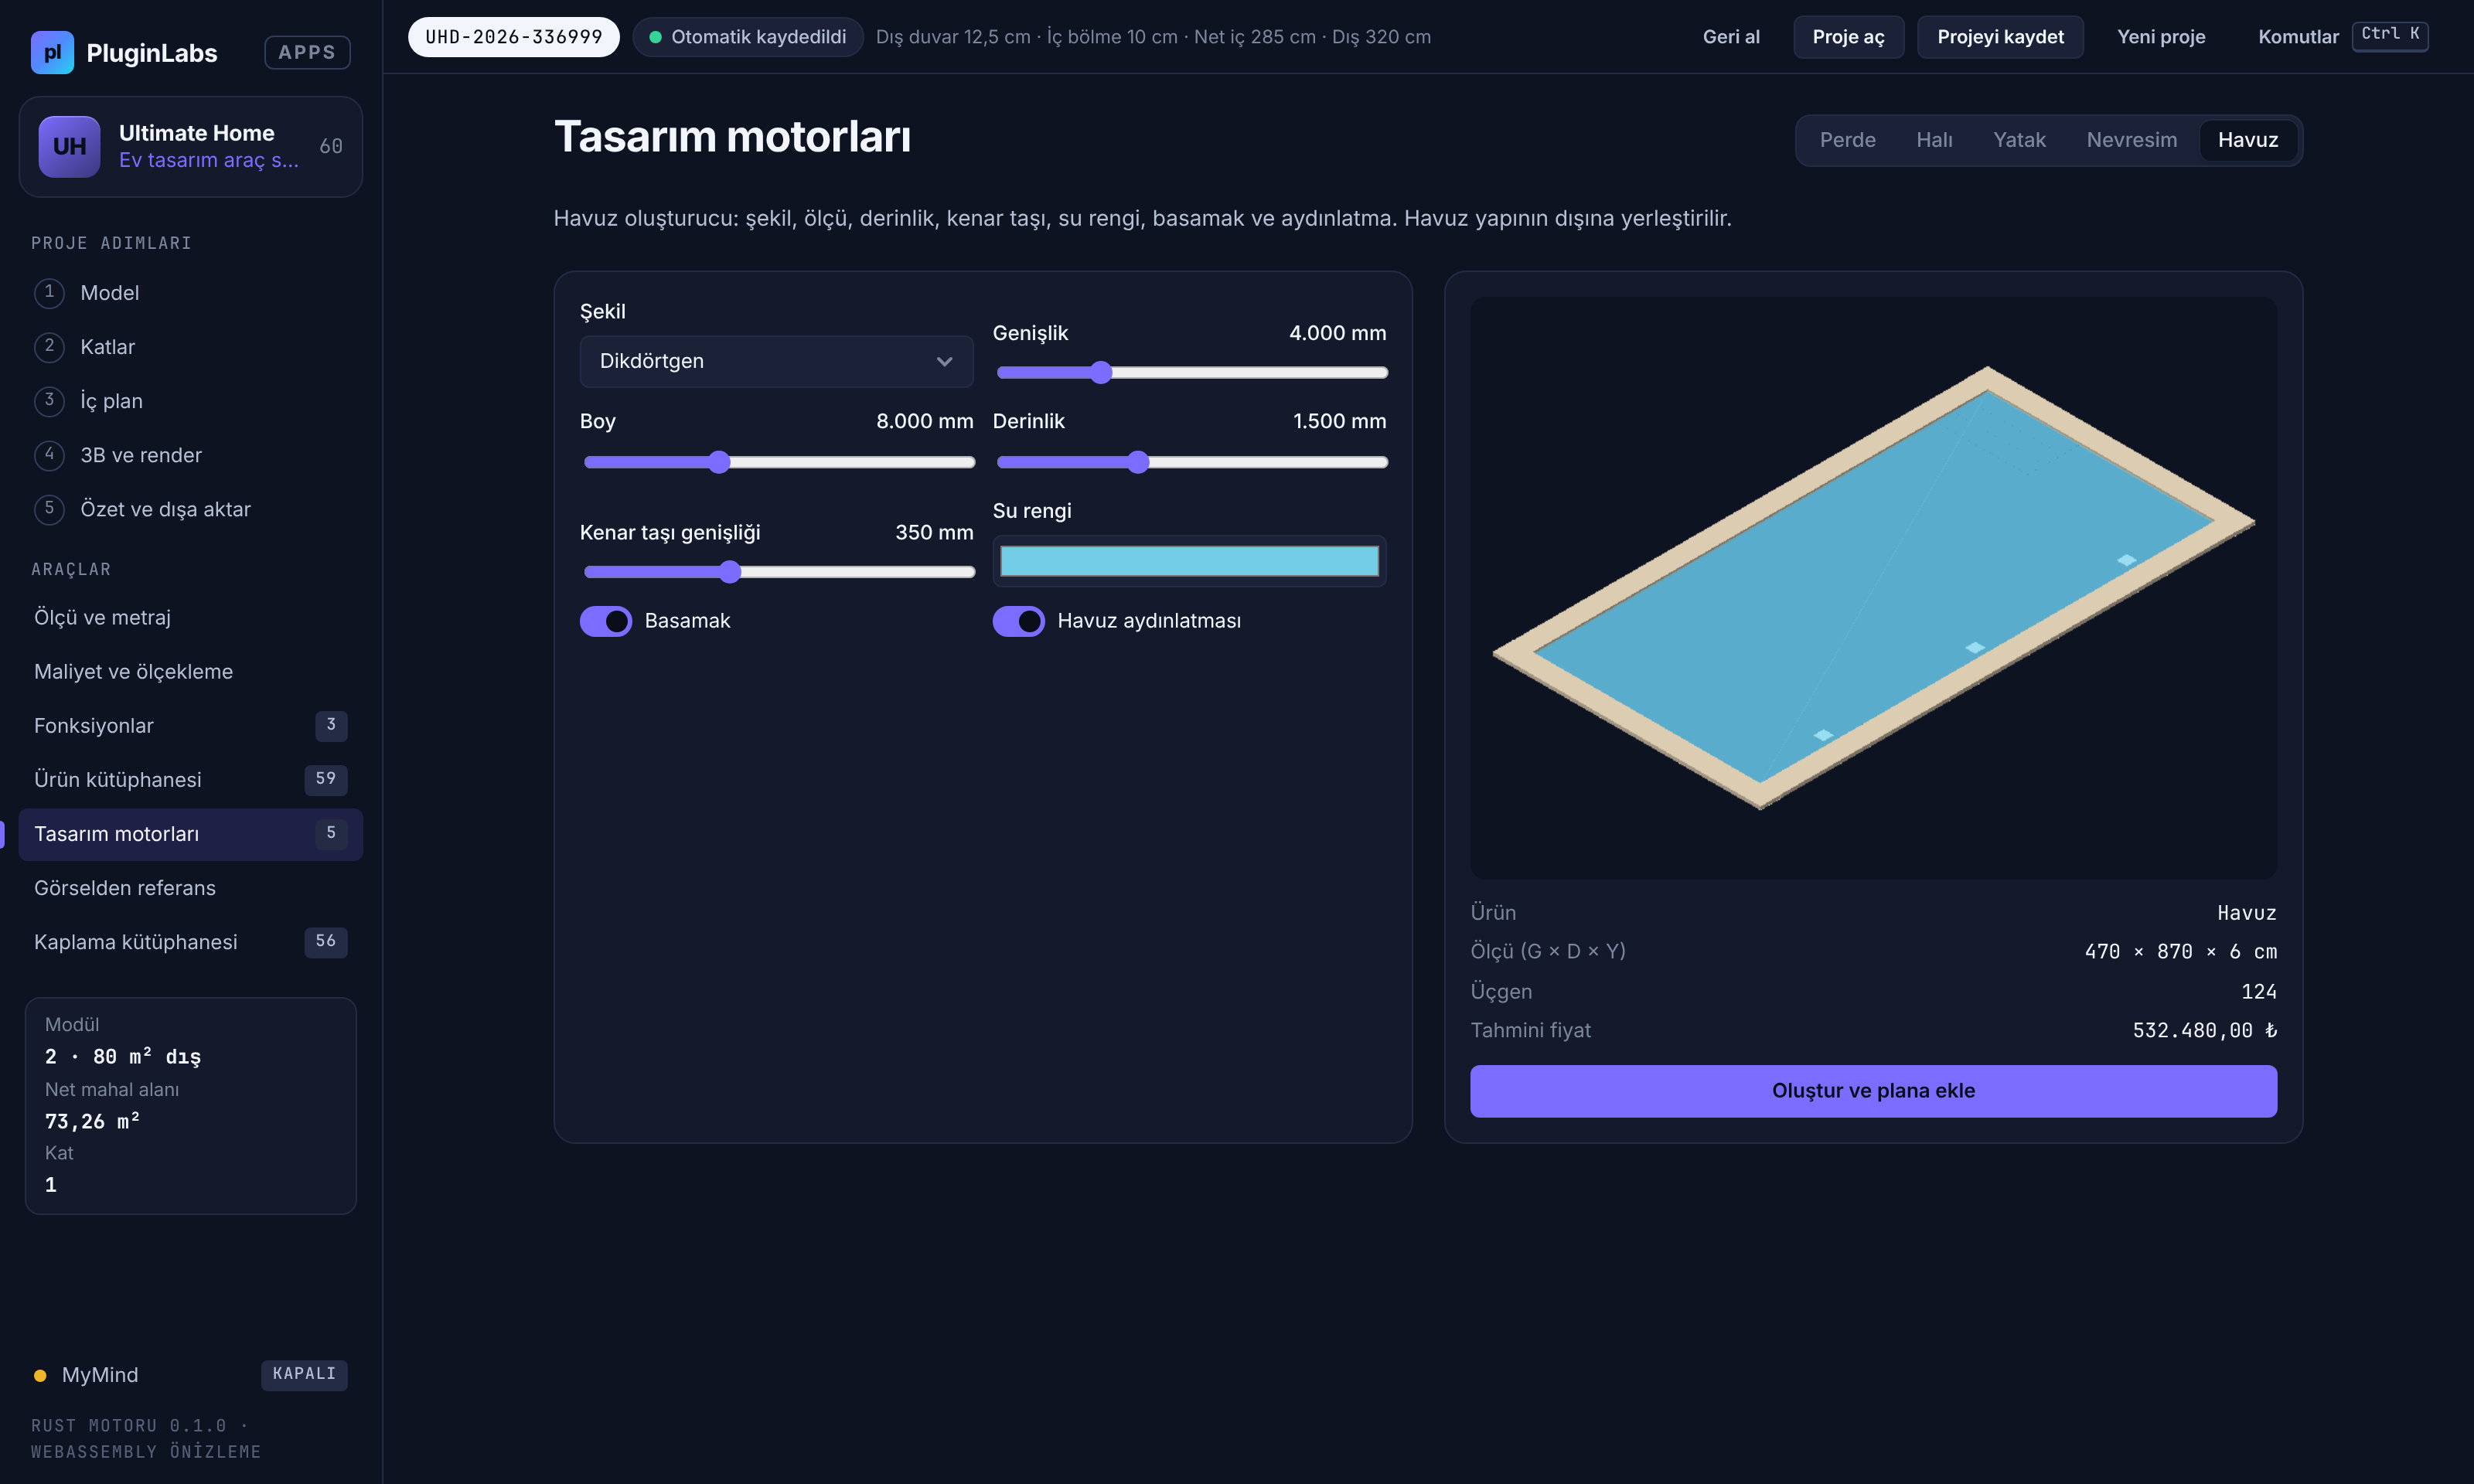 pl PluginLabs APPS
UH Ultimate Home 60
Ev tasarım araç s...
PROJE ADIMLARI
1 Model
2 Katlar
3 İç plan
4 3B ve render
5 Özet ve dışa aktar
ARAÇLAR
Ölçü ve metraj
Maliyet ve ölçekleme
Fonksiyonlar 3
Ürün kütüphanesi 59
Tasarım motorları 5
Görselden referans
Kaplama kütüphanesi 56
Modül
2 · 80 m² dış
Net mahal alanı
73,26 m²
Kat
1
MyMind KAPALI
RUST MOTORU 0.1.0 ·
WEBASSEMBLY ÖNİZLEME
UHD-2026-336999 Otomatik kaydedildi Dış duvar 12,5 cm · İç bölme 10 cm · Net iç 285 cm · Dış 320 cm Geri al Proje aç Projeyi kaydet Yeni proje Komutlar Ctrl K
Tasarım motorları
Perde Halı Yatak Nevresim Havuz
Havuz oluşturucu: şekil, ölçü, derinlik, kenar taşı, su rengi, basamak ve aydınlatma. Havuz yapının dışına yerleştirilir.
Şekil
Dikdörtgen
Genişlik 4.000 mm
Boy 8.000 mm
Derinlik 1.500 mm
Kenar taşı genişliği 350 mm
Su rengi
Basamak
Havuz aydınlatması
Ürün Havuz
Ölçü (G × D × Y) 470 × 870 × 6 cm
Üçgen 124
Tahmini fiyat 532.480,00 ₺
Oluştur ve plana ekle